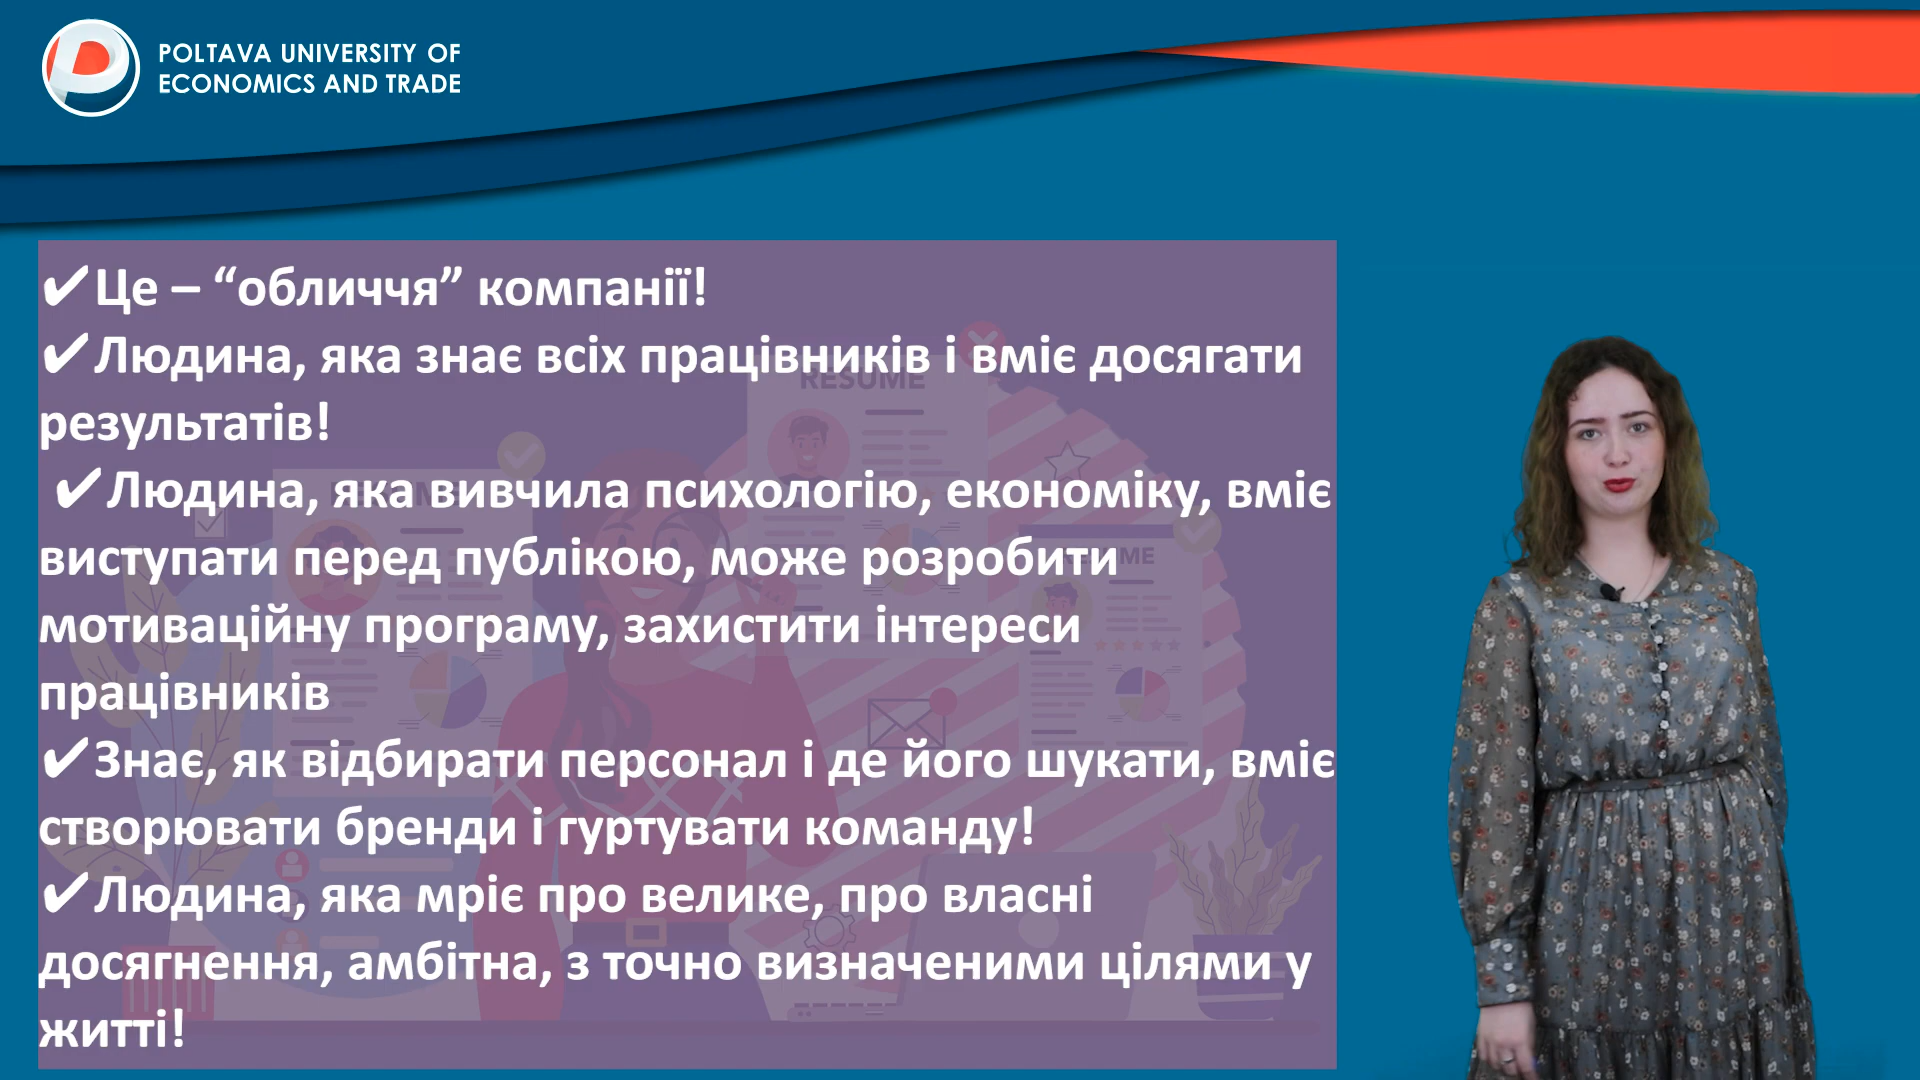 POLTAVA UNIVERSITY OF
ECONOMICS AND TRADE
✔Це – “обличчя” компанії!
✔Людина, яка знає всіх працівників і вміє досягати
результатів!
✔Людина, яка вивчила психологію, економіку, вміє
виступати перед публікою, може розробити
мотиваційну програму, захистити інтереси
працівників
✔Знає, як відбирати персонал і де його шукати, вміє
створювати бренди і гуртувати команду!
✔Людина, яка мріє про велике, про власні
досягнення, амбітна, з точно визначеними цілями у
житті!
RESUME